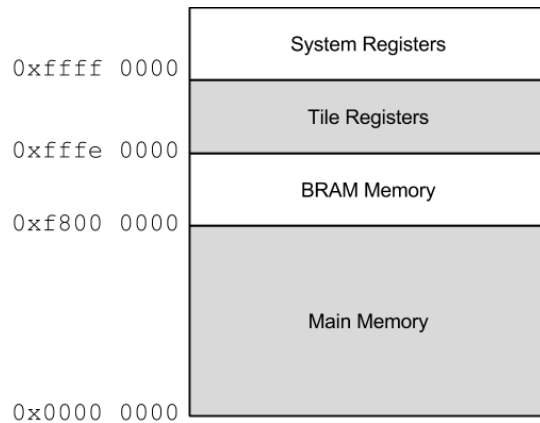 System Registers
0xffff 0000
Tile Registers
0xfffe 0000
BRAM Memory
0xf800 0000
Main Memory
0x0000 0000